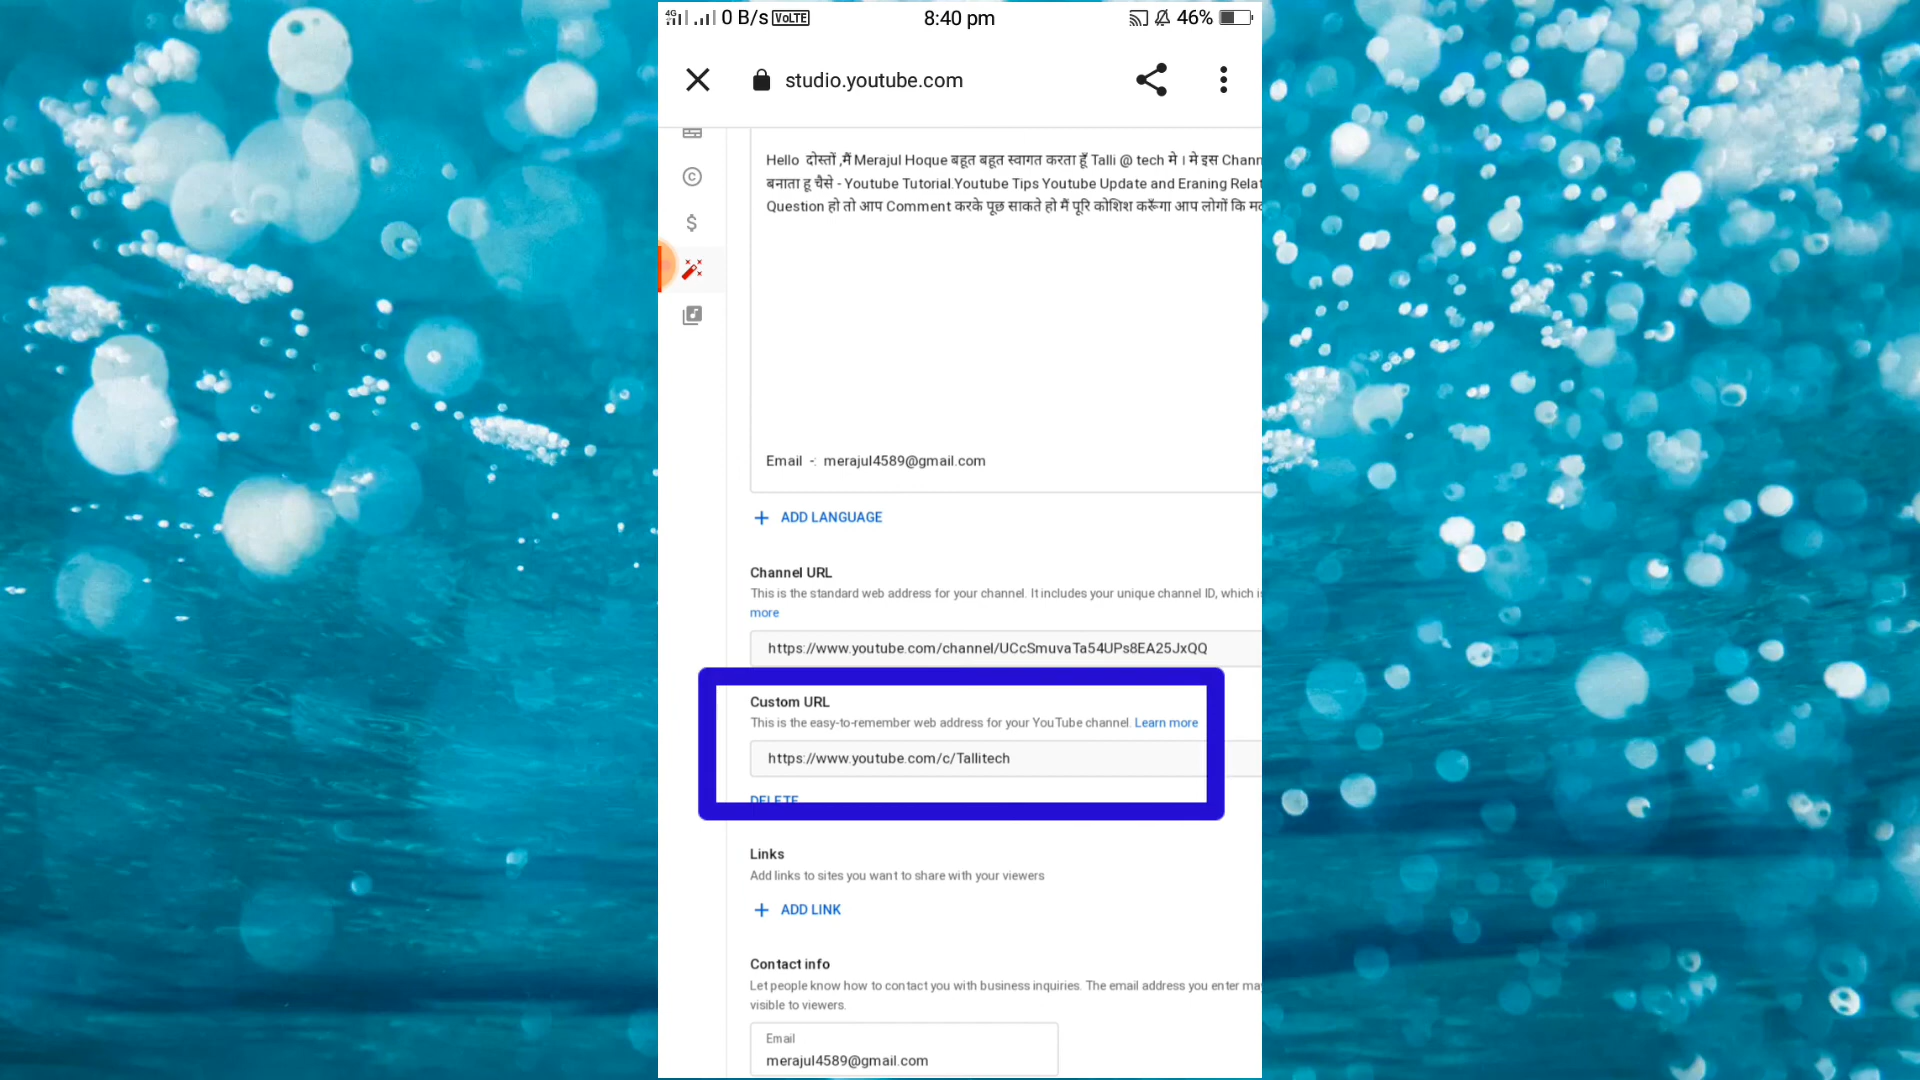 4G 0 B/s VoLTE 8:40 pm 46%
studio.youtube.com
Hello दोस्तों ,मैं Merajul Hoque बहूत बहूत स्वागत करता हूँ Talli @ tech मे । मे इस Chann
बनाता हू चैसे - Youtube Tutorial.Youtube Tips Youtube Update and Eraning Relat
Question हो तो आप Comment करके पूछ साकते हो मैं पूरि कोशिश करूँगा आप लोगों कि
Email -: merajul4589@gmail.com
ADD LANGUAGE
Channel URL
This is the standard web address for your channel. It includes your unique channel ID, which
more
https://www.youtube.com/channel/UCcSmuvaTa54UPs8EA25JxQQ
Custom URL
This is the easy-to-remember web address for your YouTube channel. Learn more
https://www.youtube.com/c/Tallitech
DELETE
Links
Add links to sites you want to share with your viewers
ADD LINK
Contact info
Let people know how to contact you with business inquiries. The email address you enter may
visible to viewers.
Email
merajul4589@gmail.com